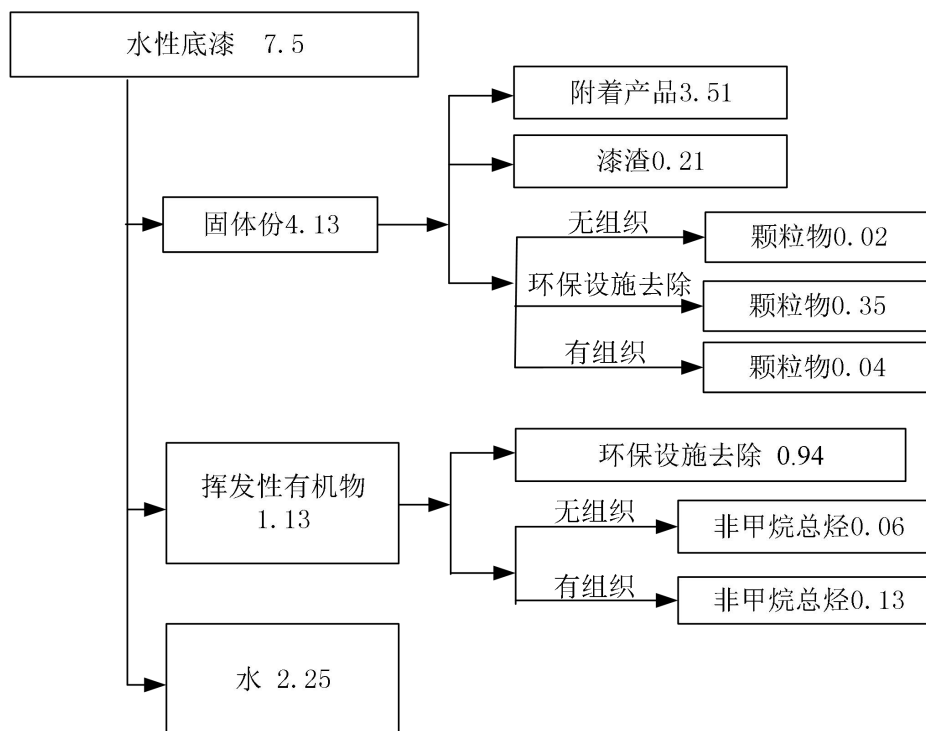 水性底漆 7.5
附着产品3.51
漆渣0.21
固体份4.13
无组织
颗粒物0.02
环保设施去除
颗粒物0.35
有组织
颗粒物0.04
挥发性有机物
1.13
环保设施去除 0.94
无组织
非甲烷总烃0.06
有组织
非甲烷总烃0.13
水 2.25